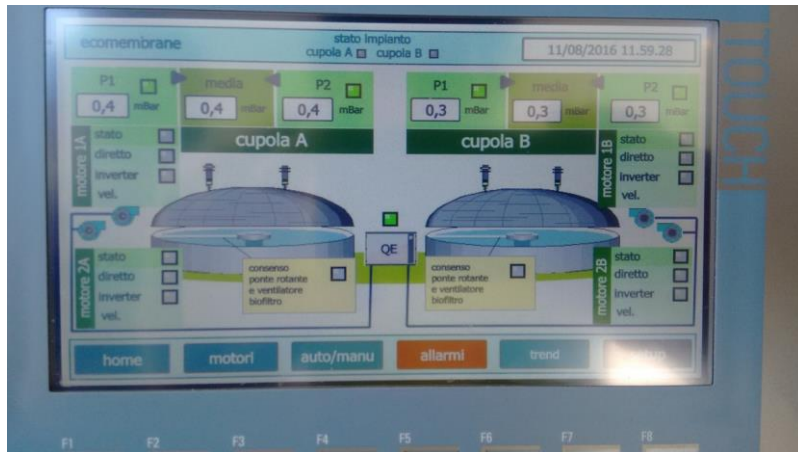 ecomembrane
stato impianto
cupola A cupola B
11/08/2016 11.59.28
P1
media
P2
0,4 mBar
0,4 mBar
0,4 mBar
cupola A
P1
media
P2
0,3 mBar
0,3 mBar
0,3 mBar
cupola B
motore 1A
stato
diretto
inverter
vel.
motore 1B
stato
diretto
inverter
vel.
QE
motore 2A
stato
diretto
inverter
vel.
consenso
ponte rotante
e ventilatore
biofiltro
consenso
ponte rotante
e ventilatore
biofiltro
motore 2B
stato
diretto
inverter
vel.
home
motori
auto/manu
allarmi
trend
TOUCH
F1
F2
F3
F4
F5
F6
F7
F8